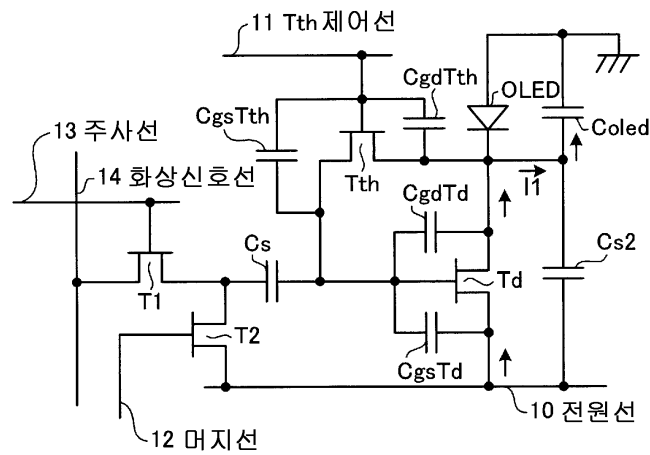 11 Tth 제어선
CgdTth
OLED
CgsTth
Coled
13 주사선
14 화상신호선
Tth
I1
CgdTd
Cs
Cs2
T1
Td
T2
CgsTd
10 전원선
12 머지선